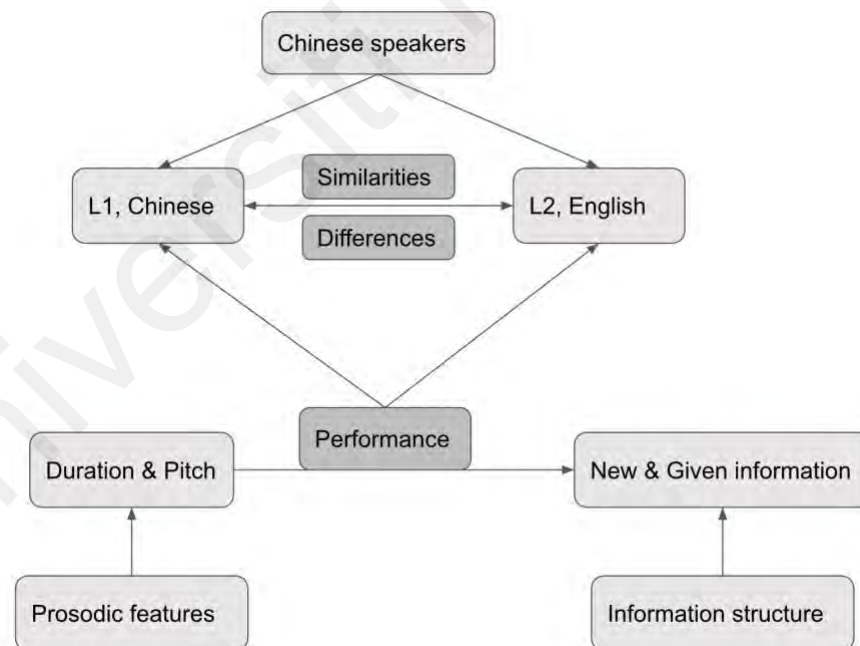 Chinese speakers
Similarities
L1, Chinese
L2, English
Differences
Performance
Duration & Pitch
New & Given information
Prosodic features
Information structure